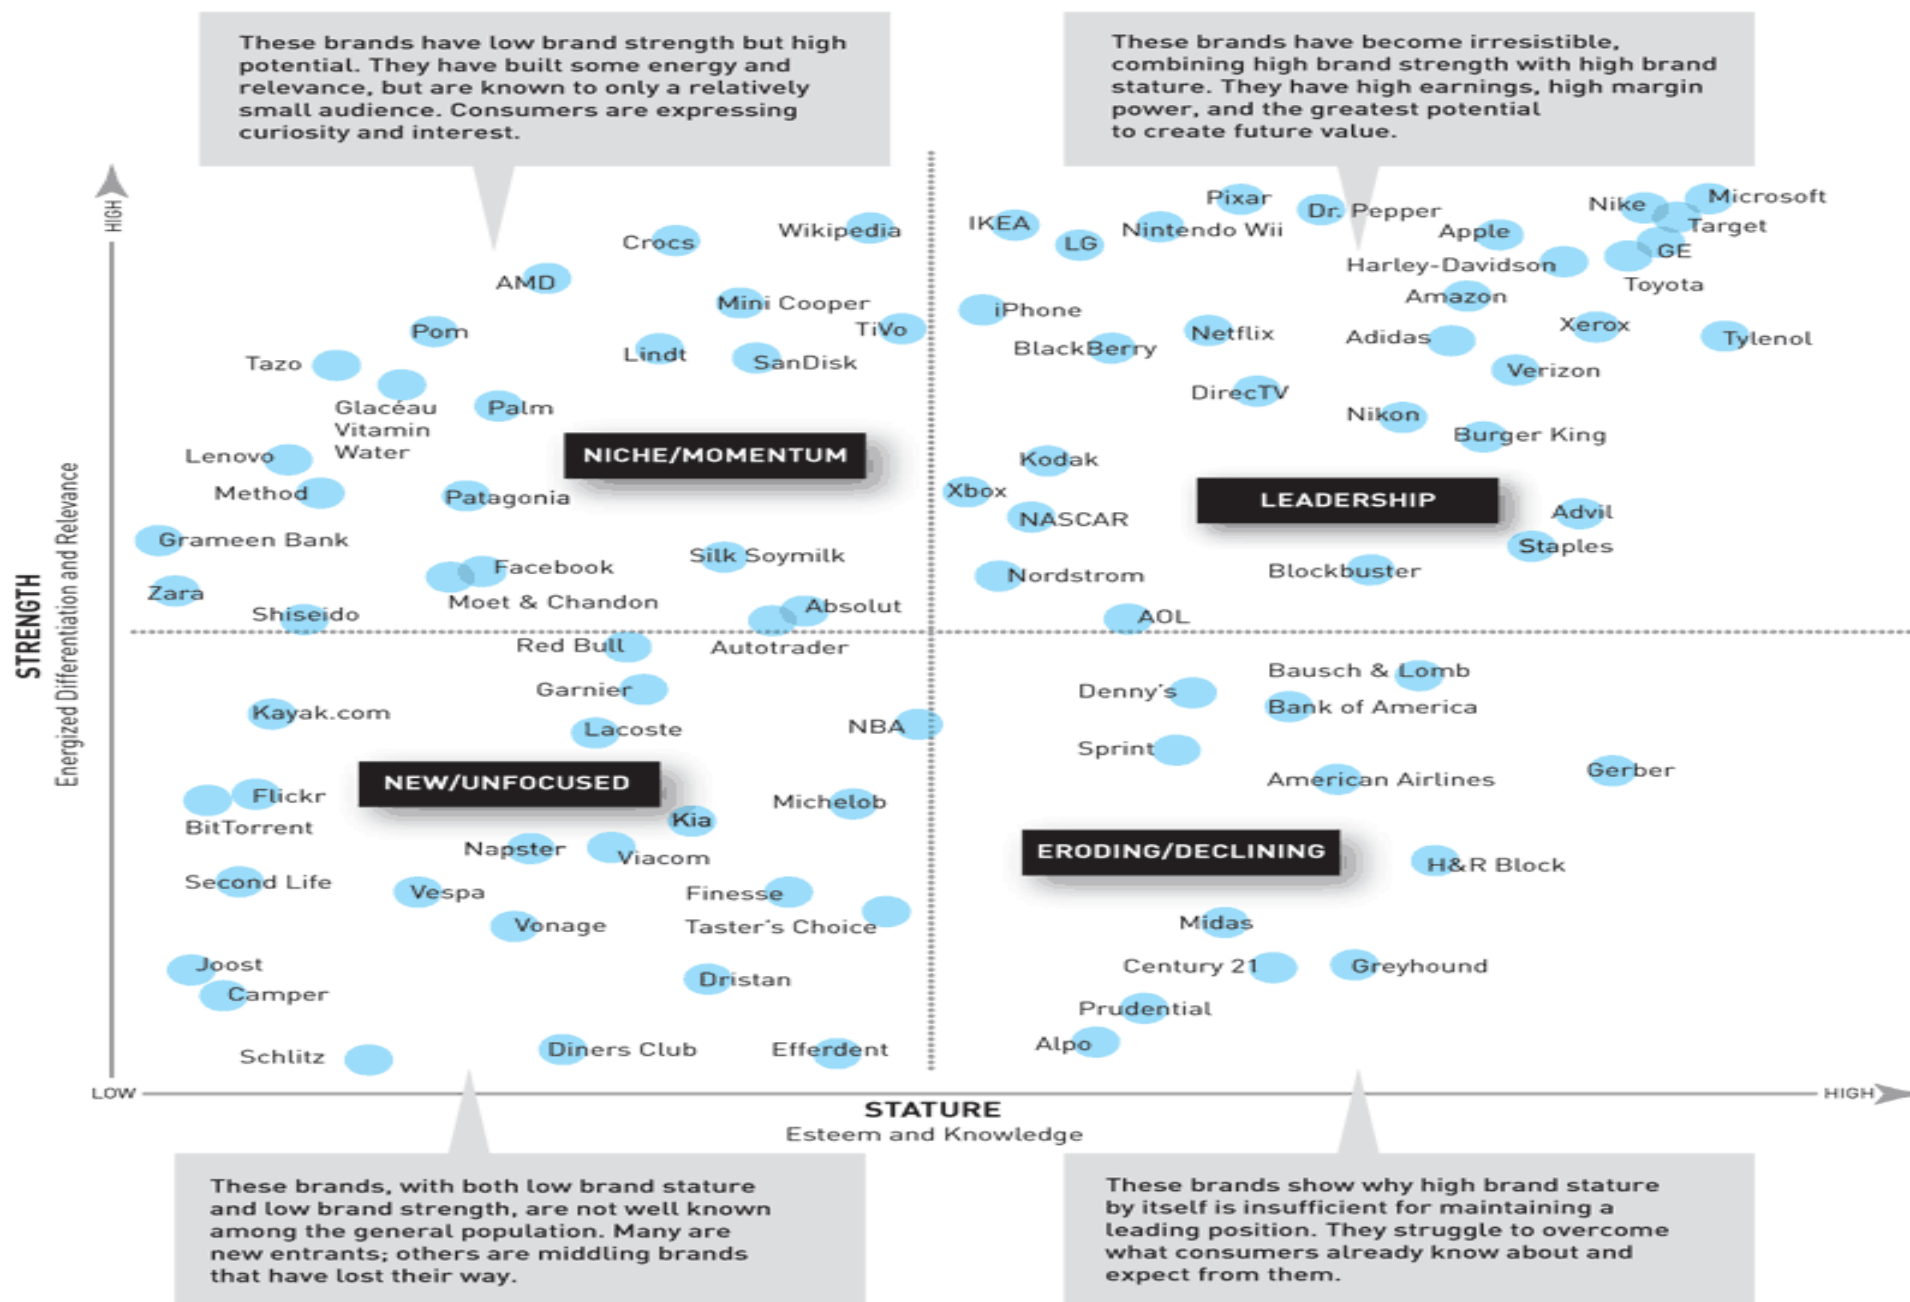 These brands have low brand strength but high
potential. They have built some energy and
relevance, but are known to only a relatively
small audience. Consumers are expressing
curiosity and interest.
These brands have become irresistible,
combining high brand strength with high brand
stature. They have high earnings, high margin
power, and the greatest potential
to create future value.
HIGH
STRENGTH
Energized Differentiation and Relevance
Wikipedia
Crocs
AMD
Mini Cooper
Pom
TiVo
Lindt
SanDisk
Tazo
Glacéau
Vitamin
Water
Palm
NICHE/MOMENTUM
Lenovo
Method
Patagonia
Grameen Bank
Silk Soymilk
Facebook
Zara
Moet & Chandon
Shiseido
Absolut
Autotrader
Pixar
Dr. Pepper
Nike
Microsoft
IKEA
LG
Nintendo Wii
Apple
Target
GE
Harley-Davidson
Toyota
Amazon
iPhone
BlackBerry
Netflix
Adidas
Xerox
Tylenol
Verizon
DirecTV
Nikon
Burger King
Kodak
Xbox
LEADERSHIP
NASCAR
Advil
Staples
Nordstrom
Blockbuster
AOL
Red Bull
Garnier
Kayak.com
Lacoste
NBA
NEW/UNFOCUSED
Flickr
BitTorrent
Michelob
Kia
Napster
Viacom
Second Life
Vespa
Finesse
Vonage
Taster's Choice
Joost
Camper
Dristan
Schlitz
Diners Club
Efferdent
Bausch & Lomb
Denny's
Bank of America
Sprint
American Airlines
Gerber
ERODING/DECLINING
H&R Block
Midas
Century 21
Greyhound
Prudential
Alpo
LOW
HIGH
STATURE
Esteem and Knowledge
These brands, with both low brand stature
and low brand strength, are not well known
among the general population. Many are
new entrants; others are middling brands
that have lost their way.
These brands show why high brand stature
by itself is insufficient for maintaining a
leading position. They struggle to overcome
what consumers already know about and
expect from them.